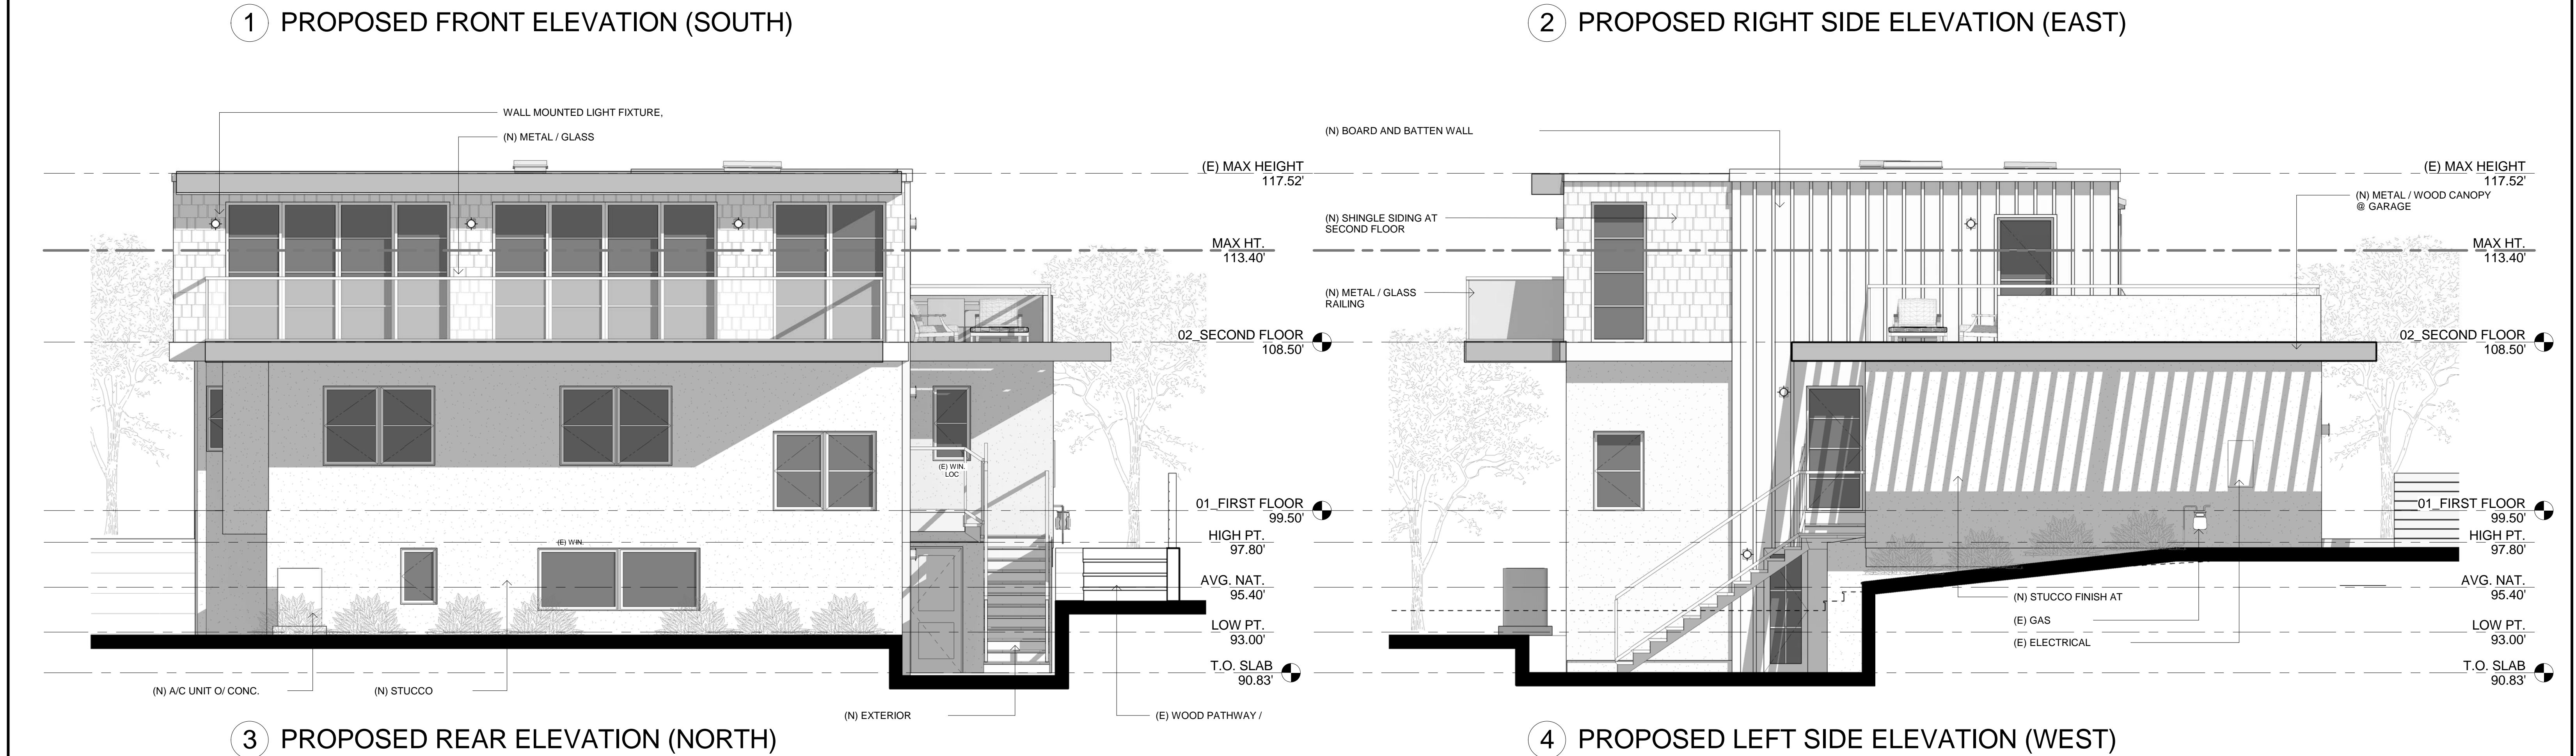 1 PROPOSED FRONT ELEVATION (SOUTH)
2 PROPOSED RIGHT SIDE ELEVATION (EAST)
WALL MOUNTED LIGHT FIXTURE,
(N) METAL / GLASS
(E) MAX HEIGHT
117.52'
MAX HT.
113.40'
02_SECOND FLOOR
108.50'
(E) WIN.
LOC
01_FIRST FLOOR
99.50'
HIGH PT.
97.80'
(E) WIN.
AVG. NAT.
95.40'
LOW PT.
93.00'
T.O. SLAB
90.83'
(N) A/C UNIT O/ CONC.
(N) STUCCO
(N) EXTERIOR
(E) WOOD PATHWAY /
(N) BOARD AND BATTEN WALL
(E) MAX HEIGHT
117.52'
(N) METAL / WOOD CANOPY
@ GARAGE
(N) SHINGLE SIDING AT
SECOND FLOOR
MAX HT.
113.40'
(N) METAL / GLASS
RAILING
02_SECOND FLOOR
108.50'
01_FIRST FLOOR
99.50'
HIGH PT.
97.80'
AVG. NAT.
95.40'
(N) STUCCO FINISH AT
(E) GAS
(E) ELECTRICAL
LOW PT.
93.00'
T.O. SLAB
90.83'
3 PROPOSED REAR ELEVATION (NORTH)
4 PROPOSED LEFT SIDE ELEVATION (WEST)